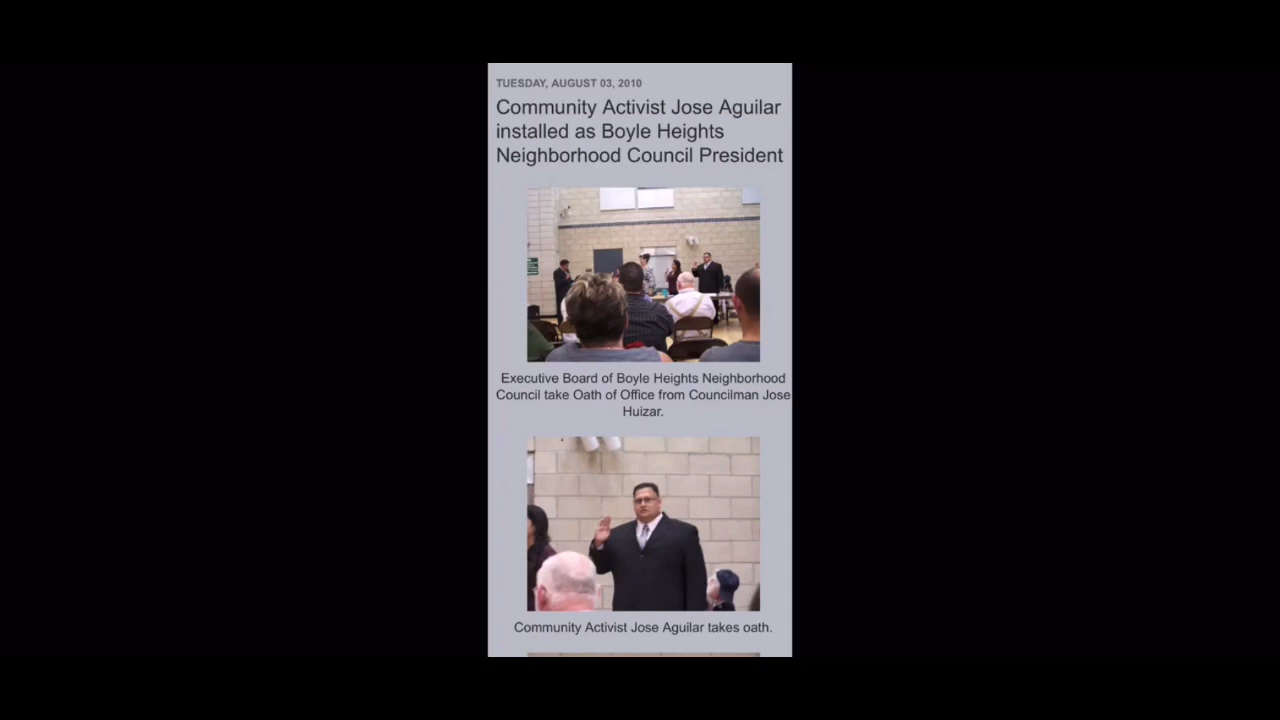 TUESDAY, AUGUST 03, 2010
Community Activist Jose Aguilar
installed as Boyle Heights
Neighborhood Council President
Executive Board of Boyle Heights Neighborhood
Council take Oath of Office from Councilman Jose
Huizar.
Community Activist Jose Aguilar takes oath.